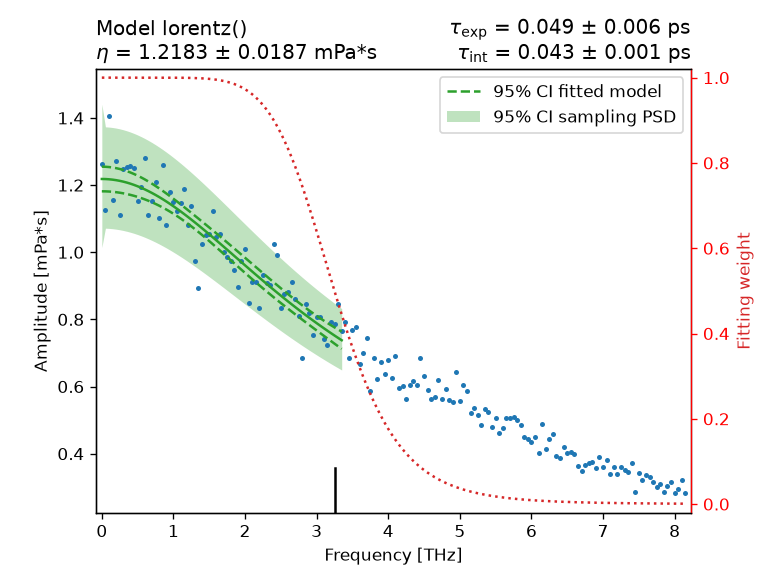 Model lorentz()
η = 1.2183 ± 0.0187 mPa*s
τexp = 0.049 ± 0.006 ps
τint = 0.043 ± 0.001 ps
95% CI fitted model
95% CI sampling PSD
Amplitude [mPa*s]
1.4
1.2
1.0
0.8
0.6
0.4
1.0
0.8
0.6
0.4
0.2
0.0
Fitting weight
0 1 2 3 4 5 6 7 8
Frequency [THz]